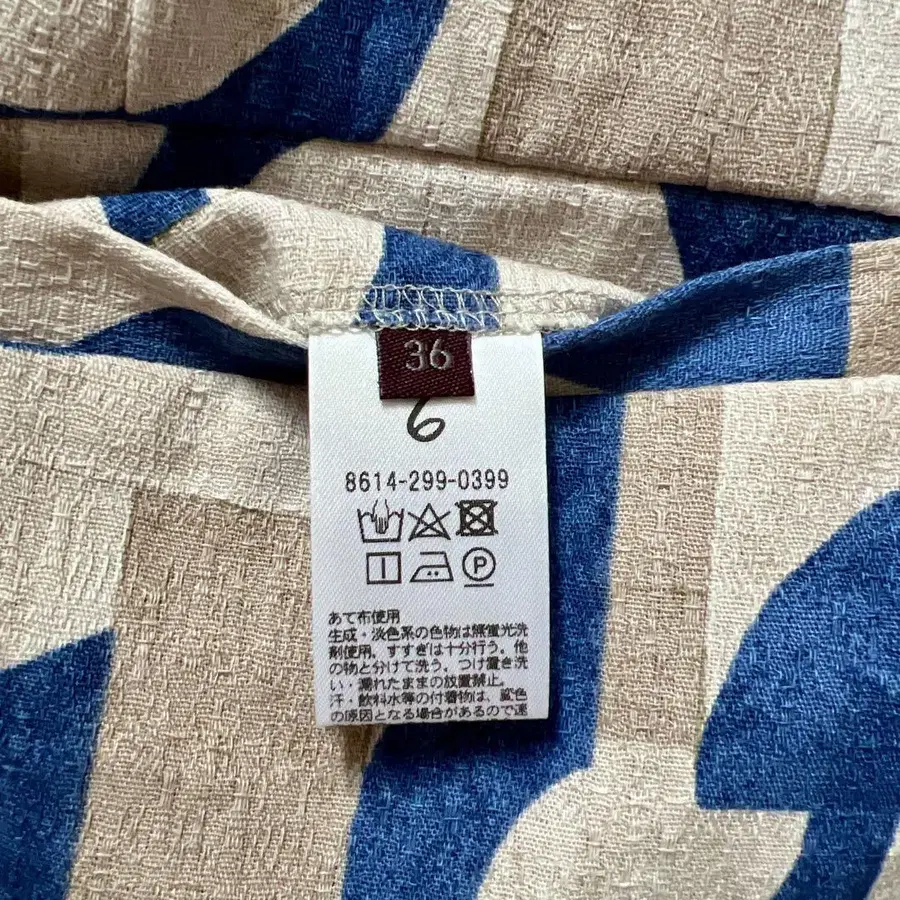 36
6
8614-299-0399
P
あて布使用
生成・淡色系の色物は無蛍光洗
剤使用。すすぎは十分行う。他
の物と分けて洗う。つけ置き洗
い・濡れたままの放置禁止。
汗・飲料水等の付着物は、変色
の原因となる場合があるので速